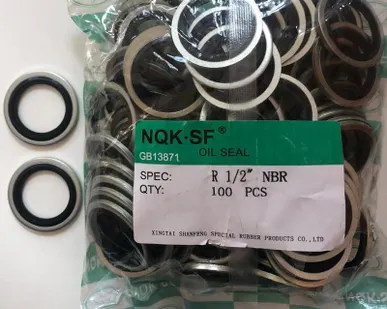 NQK·SF®
OIL SEAL
GB13871
SPEC: R 1/2" NBR
QTY: 100 PCS
XINGTAI SHANFENG SPECIAL RUBBER PRODUCTS CO.,LTD